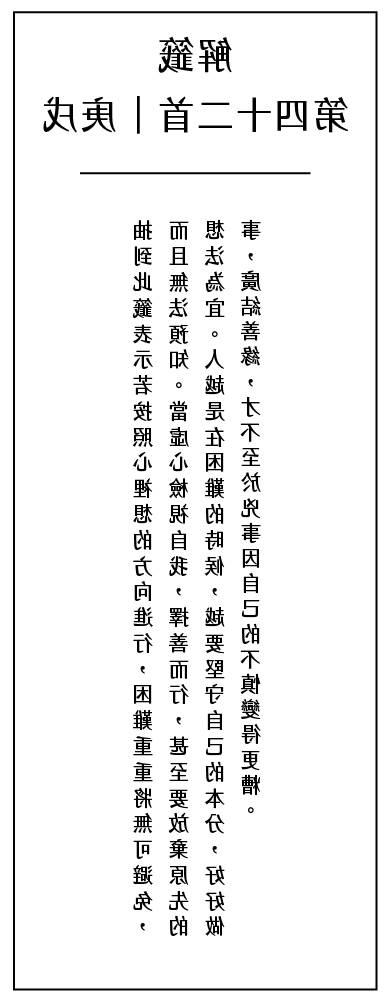 解籤
第四十二首｜庚戌
抽到此籤表示若按照心裡想的方向進行，困難重重將無可避免，
而且無法預知。當虛心檢視自我，擇善而行，甚至要放棄原先的
想法為宜。人越是在困難的時候，越要堅守自己的本分，好好做
事，廣結善緣，才不至於兇事因自己的不慎變得更糟。